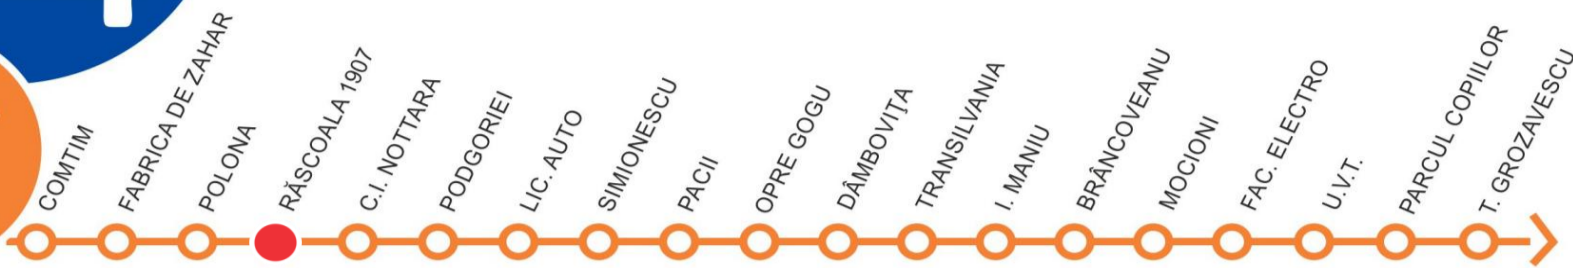 COMTIM
FABRICA DE ZAHAR
POLONA
RĂSCOALA 1907
C.I. NOTTARA
PODGORIEI
LIC. AUTO
SIMIONESCU
PACII
OPRE GOGU
DÂMBOVIȚA
TRANSILVANIA
I. MANIU
BRÂNCOVEANU
MOCIONI
FAC. ELECTRO
U.V.T.
PARCUL COPIILOR
T. GROZAVESCU